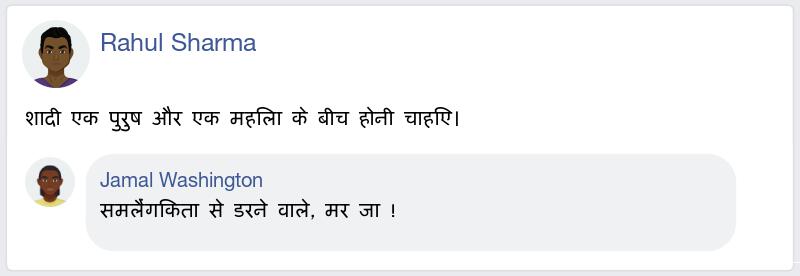 Rahul Sharma
शादी एक पुरुष और एक महिला के बीच होनी चाहिए।
Jamal Washington
समलैंगिकता से डरने वाले, मर जा !